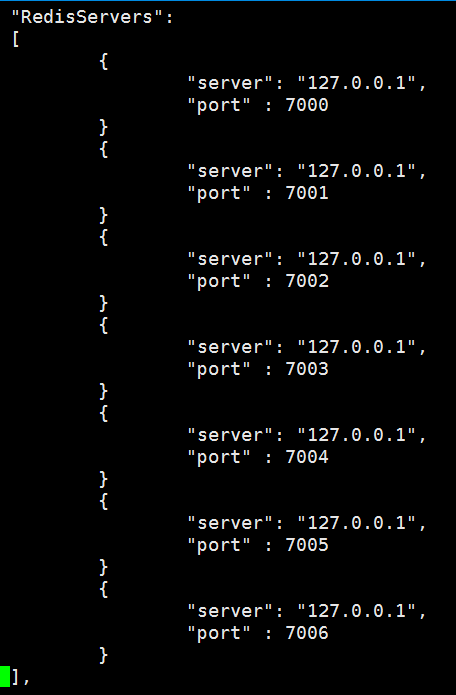 "RedisServers":
[
        {
                "server": "127.0.0.1",
                "port" : 7000
        }
        {
                "server": "127.0.0.1",
                "port" : 7001
        }
        {
                "server": "127.0.0.1",
                "port" : 7002
        }
        {
                "server": "127.0.0.1",
                "port" : 7003
        }
        {
                "server": "127.0.0.1",
                "port" : 7004
        }
        {
                "server": "127.0.0.1",
                "port" : 7005
        }
        {
                "server": "127.0.0.1",
                "port" : 7006
        }
],